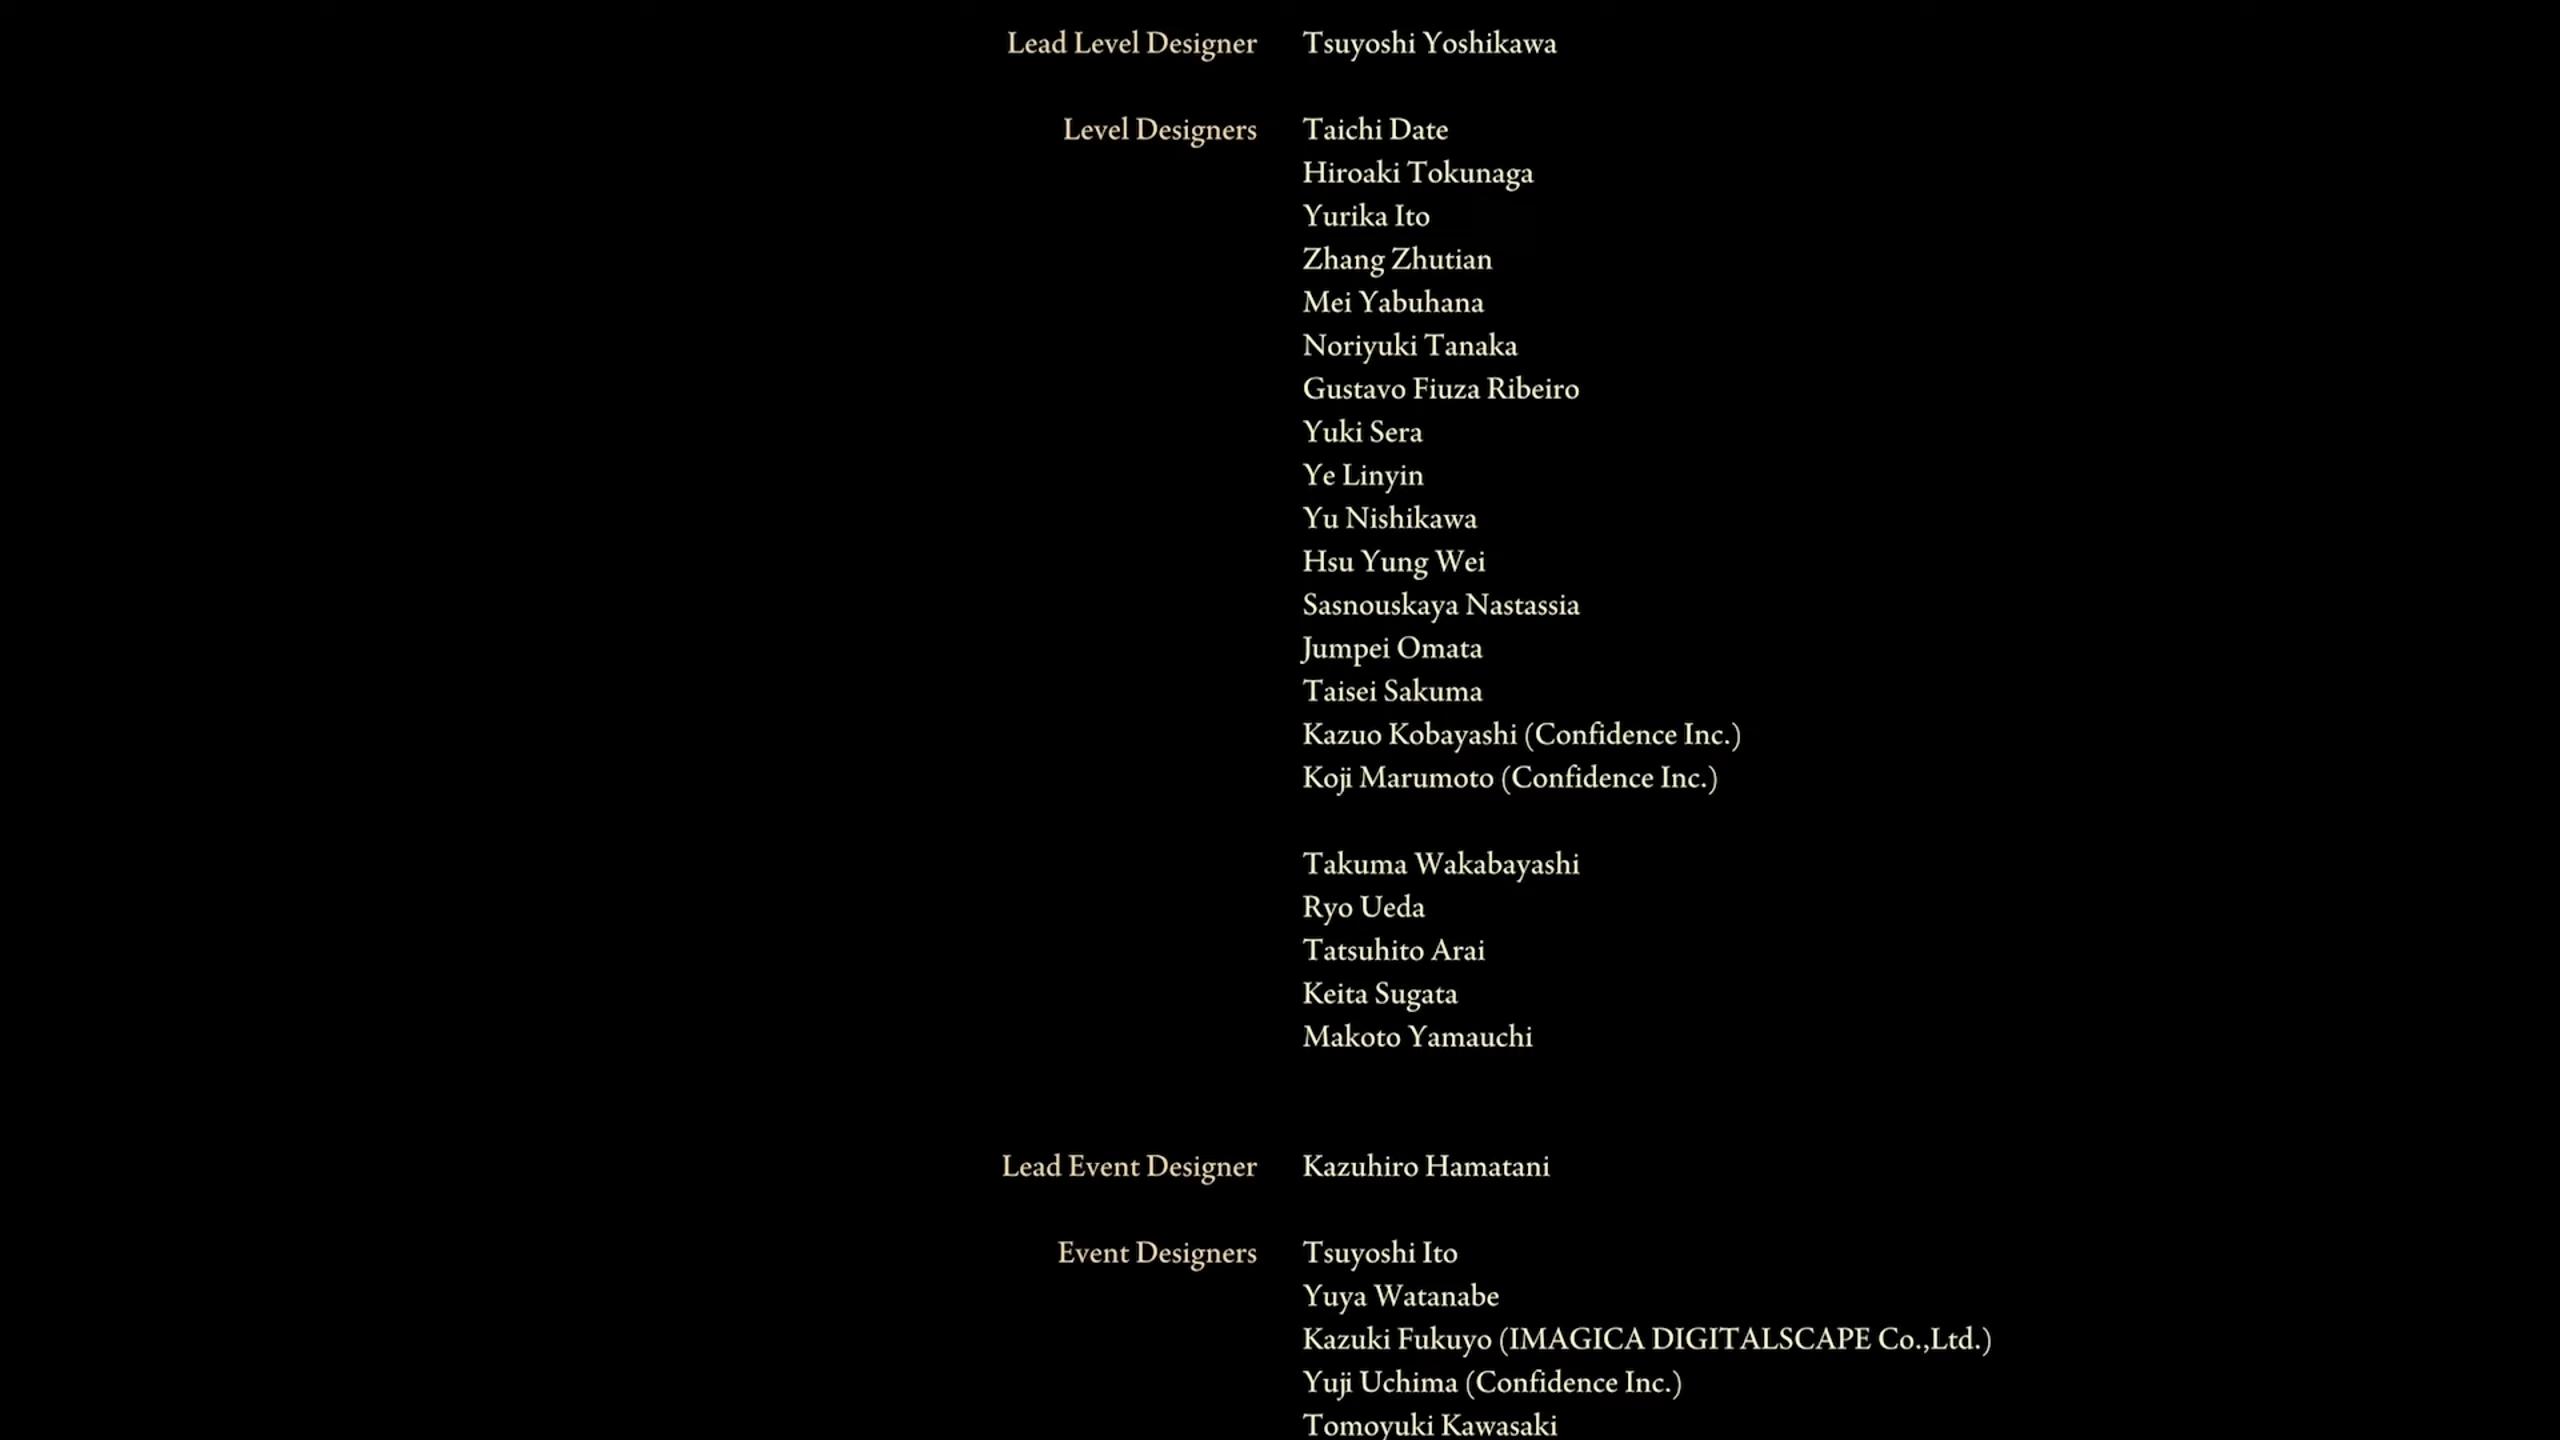 Lead Level Designer Tsuyoshi Yoshikawa
Level Designers Taichi Date
Hiroaki Tokunaga
Yurika Ito
Zhang Zhutian
Mei Yabuhana
Noriyuki Tanaka
Gustavo Fiuza Ribeiro
Yuki Sera
Ye Linyin
Yu Nishikawa
Hsu Yung Wei
Sasnouskaya Nastassia
Jumpei Omata
Taisei Sakuma
Kazuo Kobayashi (Confidence Inc.)
Koji Marumoto (Confidence Inc.)
Takuma Wakabayashi
Ryo Ueda
Tatsuhito Arai
Keita Sugata
Makoto Yamauchi
Lead Event Designer Kazuhiro Hamatani
Event Designers Tsuyoshi Ito
Yuya Watanabe
Kazuki Fukuyo (IMAGICA DIGITALSCAPE Co.,Ltd.)
Yuji Uchima (Confidence Inc.)
Tomoyuki Kawasaki